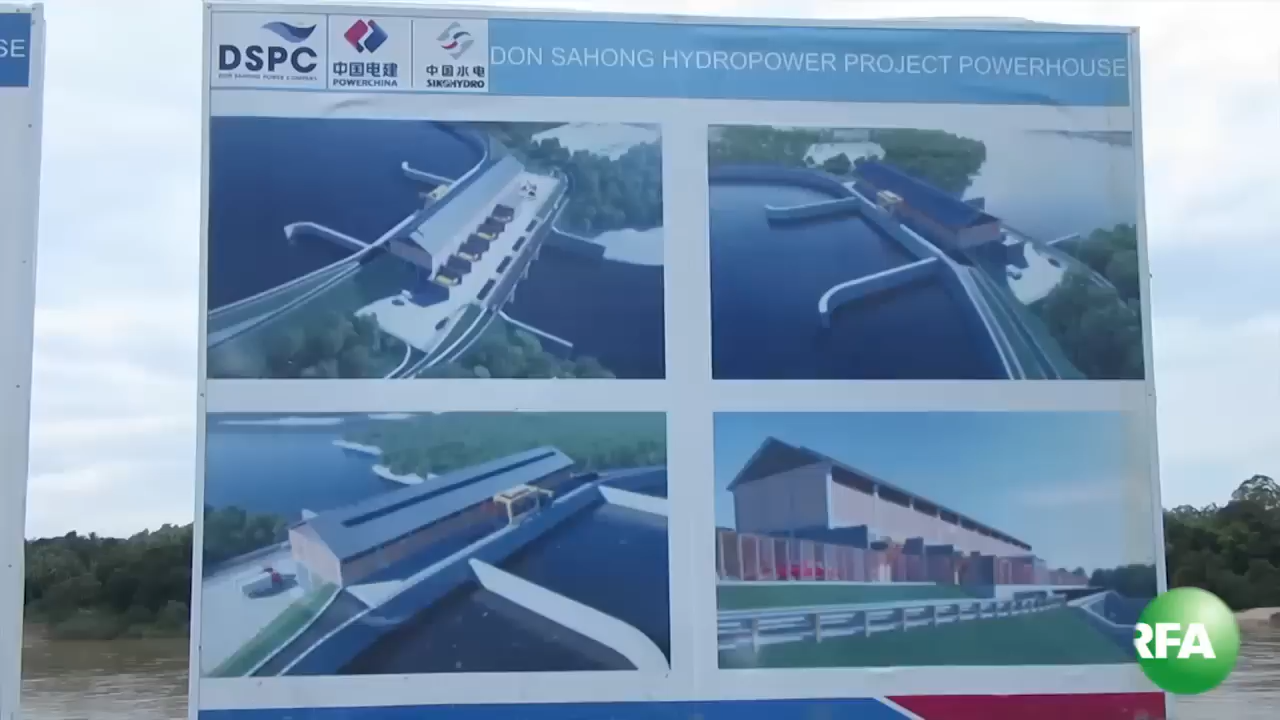 SE
DSPC
DON SAHONG POWER COMPANY
中国电建
POWERCHINA
中国水电
SINOHYDRO
DON SAHONG HYDROPOWER PROJECT POWERHOUSE
RFA